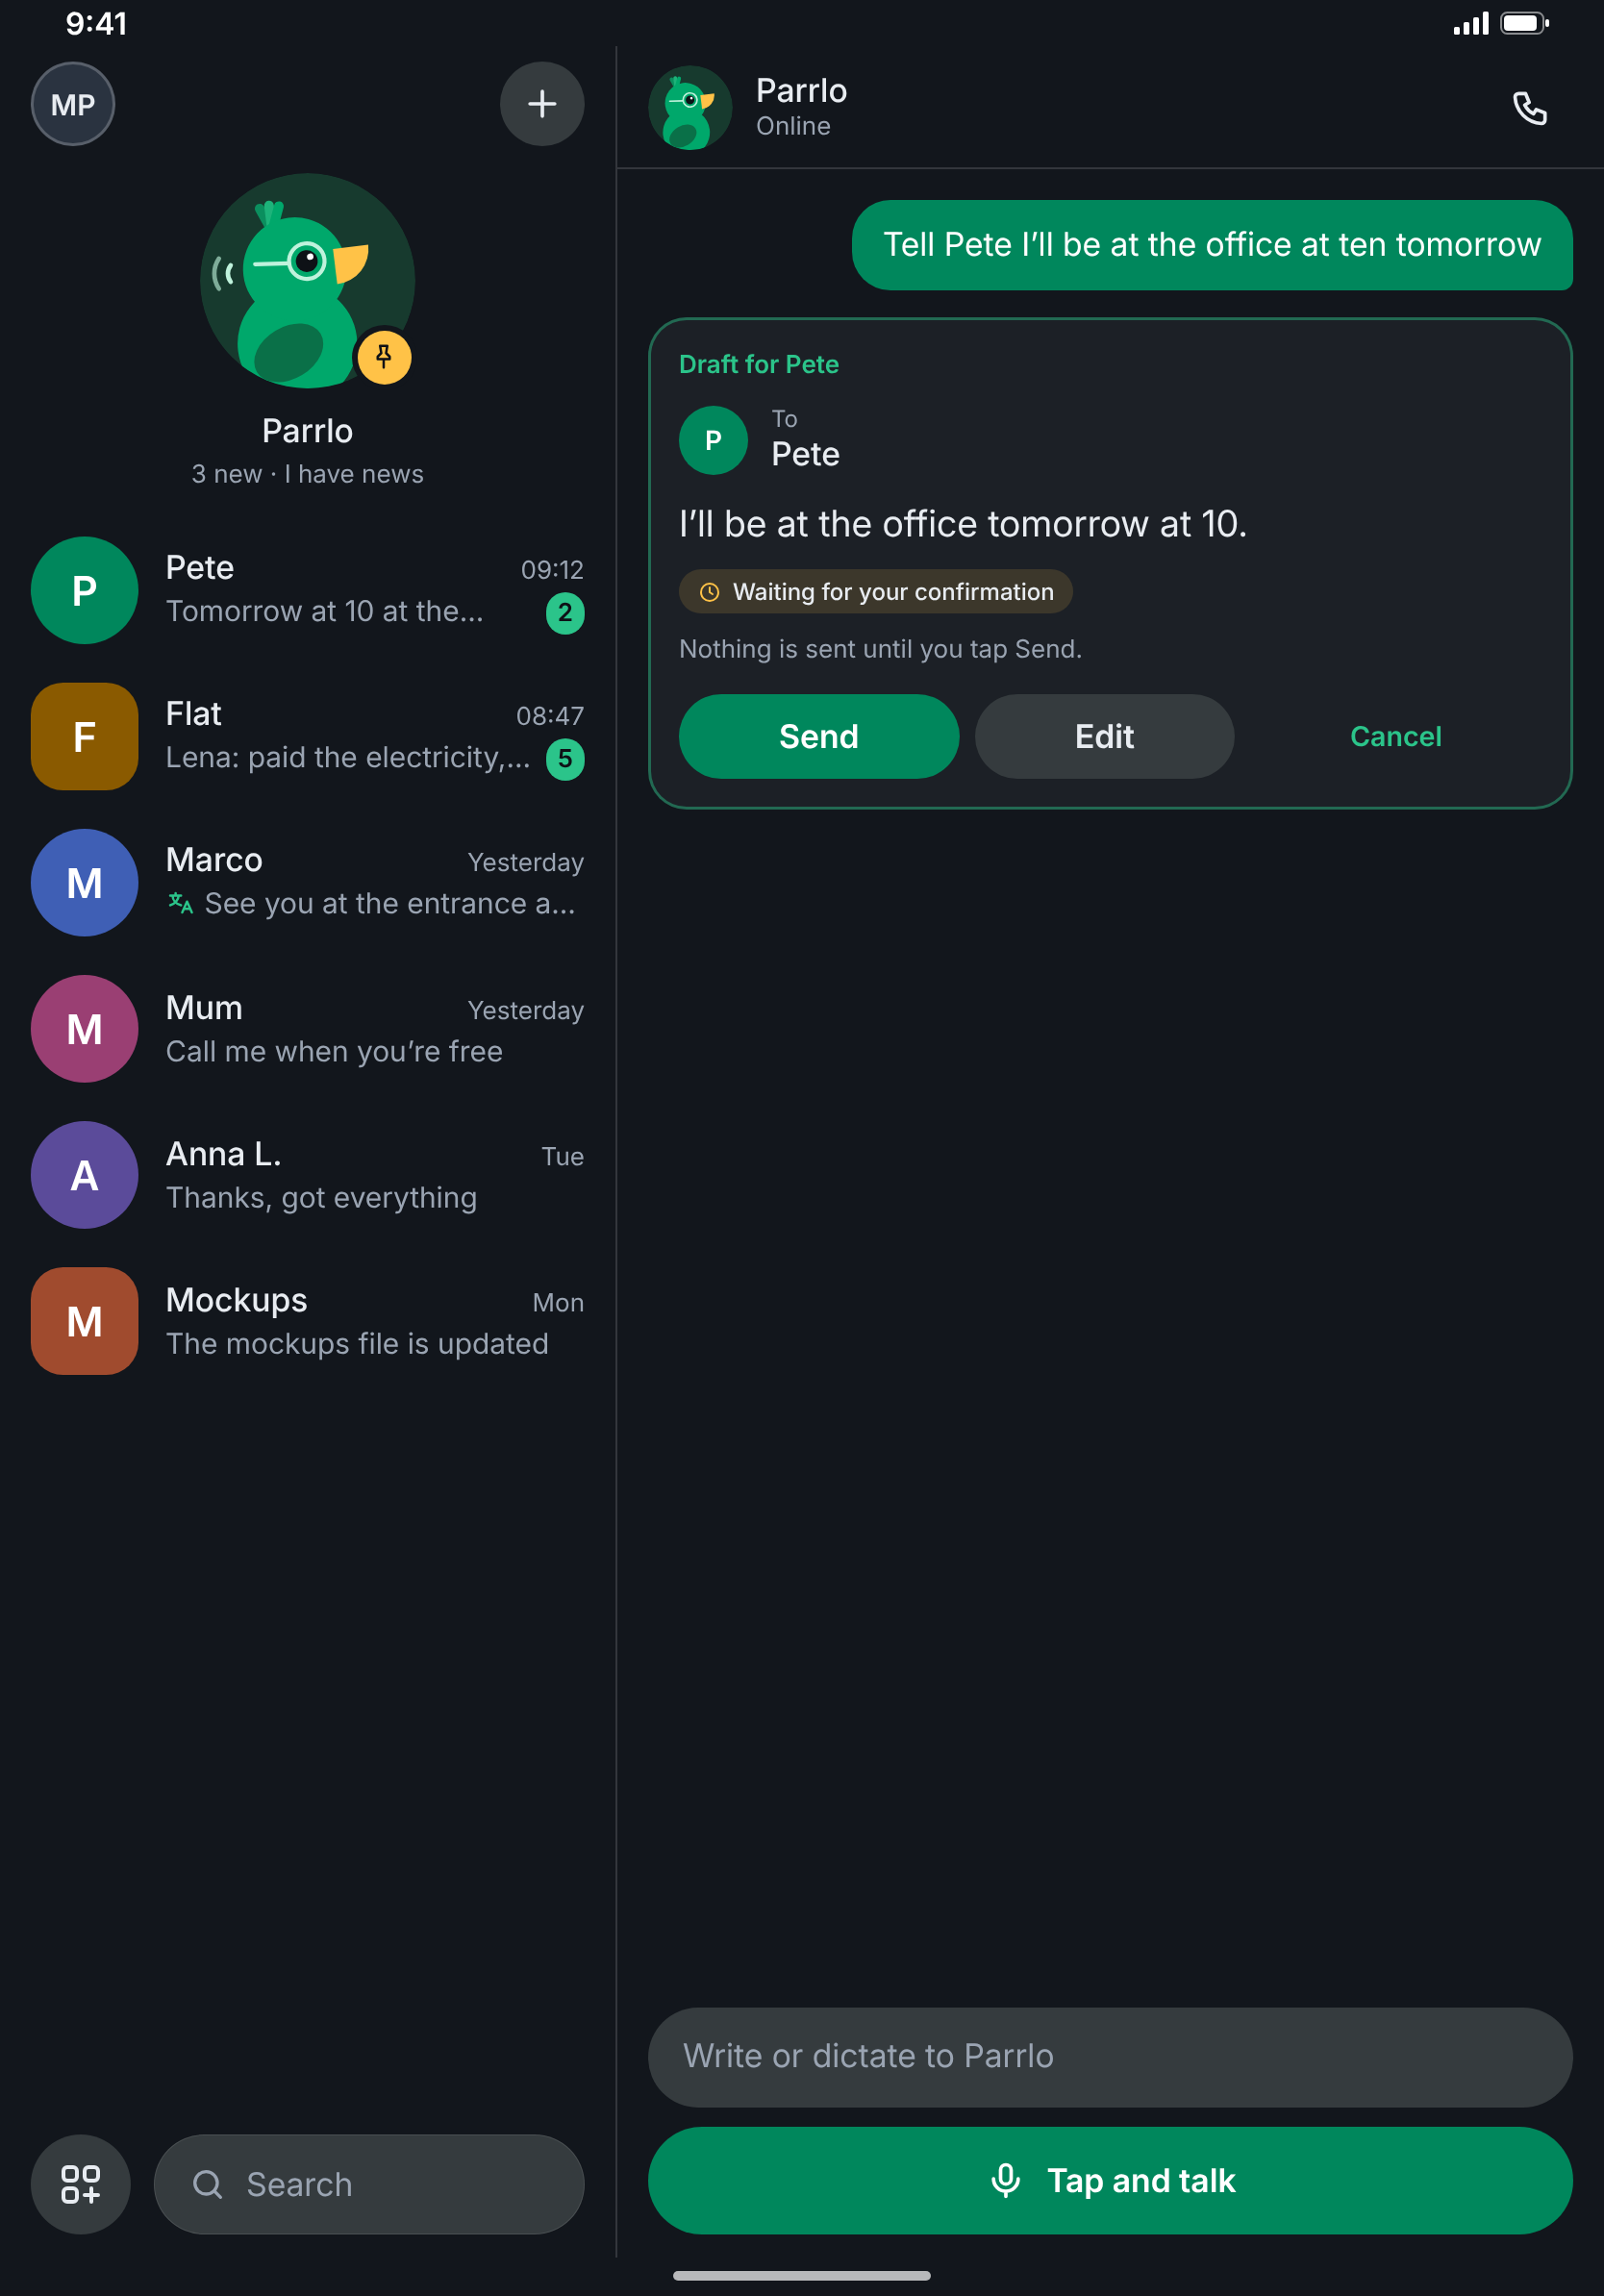 9:41
MP
Parrlo
3 new · I have news
P
Pete
09:12
Tomorrow at 10 at the...
2
F
Flat
08:47
Lena: paid the electricity,...
5
M
Marco
Yesterday
See you at the entrance a...
M
Mum
Yesterday
Call me when you’re free
A
Anna L.
Tue
Thanks, got everything
M
Mockups
Mon
The mockups file is updated
Search
Parrlo
Online
Tell Pete I’ll be at the office at ten tomorrow
Draft for Pete
P
To
Pete
I’ll be at the office tomorrow at 10.
Waiting for your confirmation
Nothing is sent until you tap Send.
Send
Edit
Cancel
Write or dictate to Parrlo
Tap and talk